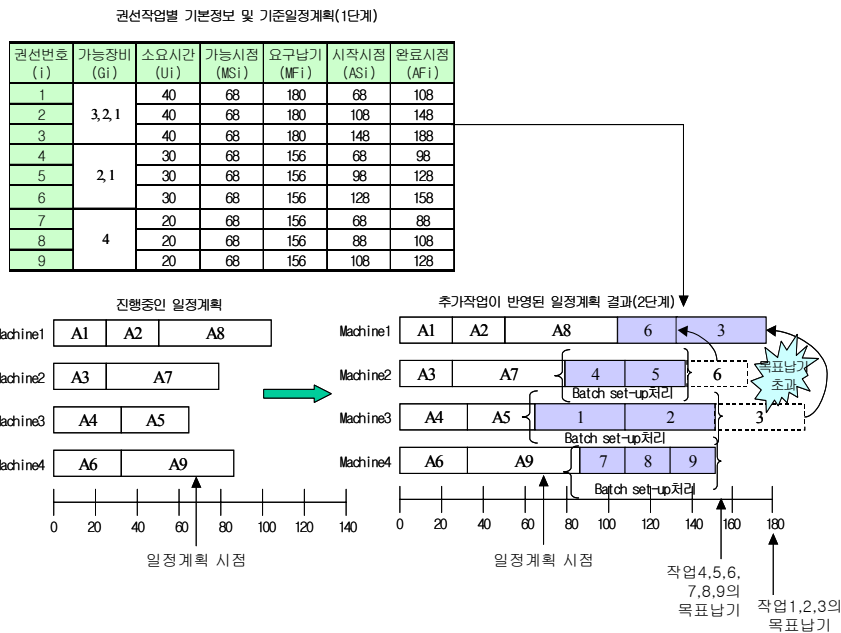 권선작업별 기본정보 및 기준일정계획(1단계)
권선번호 가능장비 소요시간 가능시점 요구납기 시작시점 완료시점
(i) (Gi) (Ui) (MSi) (MFi) (ASi) (AFi)
1 40 68 180 68 108
2 3,2,1 40 68 180 108 148
3 40 68 180 148 188
4 30 68 156 68 98
5 2,1 30 68 156 98 128
6 30 68 156 128 158
7 20 68 156 68 88
8 4 20 68 156 88 108
9 20 68 156 108 128
진행중인 일정계획
achine1 A1 A2 A8
achine2 A3 A7
achine3 A4 A5
achine4 A6 A9
0 20 40 60 80 100 120 140
일정계획 시점
추가작업이 반영된 일정계획 결과(2단계)
Machine1 A1 A2 A8 6 3
Machine2 A3 A7 4 5 6
목표납기
초과
Batch set-up처리
Machine3 A4 A5 1 2 3
Batch set-up처리
Machine4 A6 A9 7 8 9
Batch set-up처리
0 20 40 60 80 100 120 140 160 180
일정계획 시점
작업4,5,6,
7,8,9의
목표납기
작업1,2,3의
목표납기